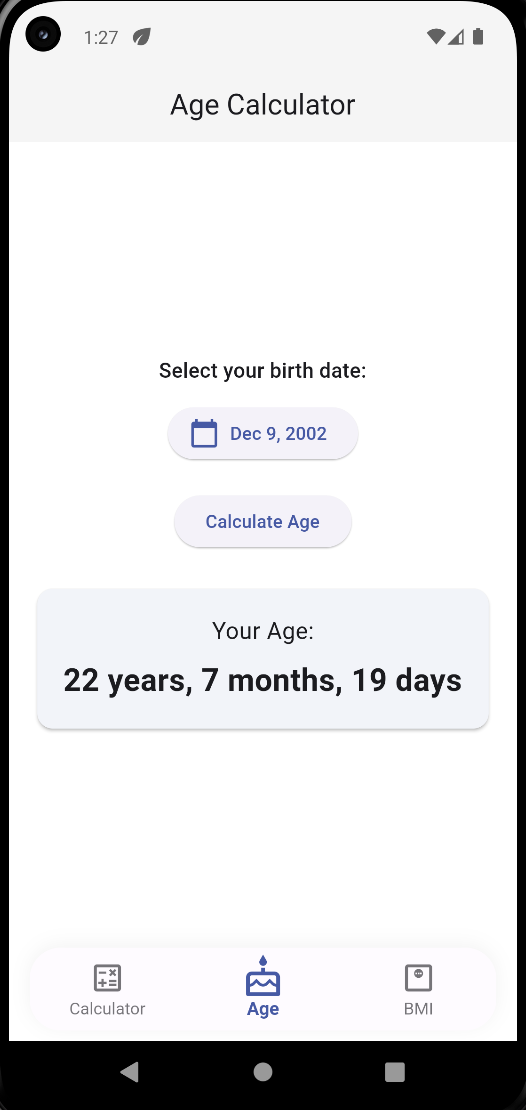 1:27
Age Calculator
Select your birth date:
Dec 9, 2002
Calculate Age
Your Age:
22 years, 7 months, 19 days
Calculator Age BMI